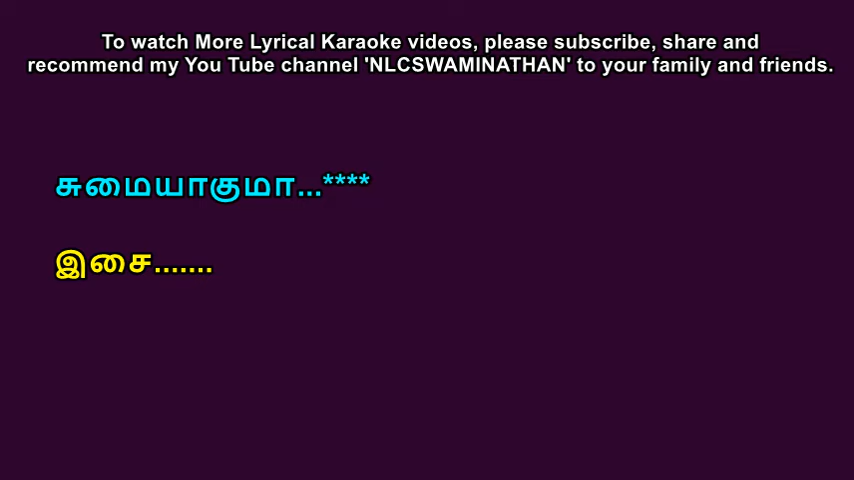 To watch More Lyrical Karaoke videos, please subscribe, share and
recommend my You Tube channel 'NLCSWAMINATHAN' to your family and friends.
சுமையாகுமா...****
இசை.......